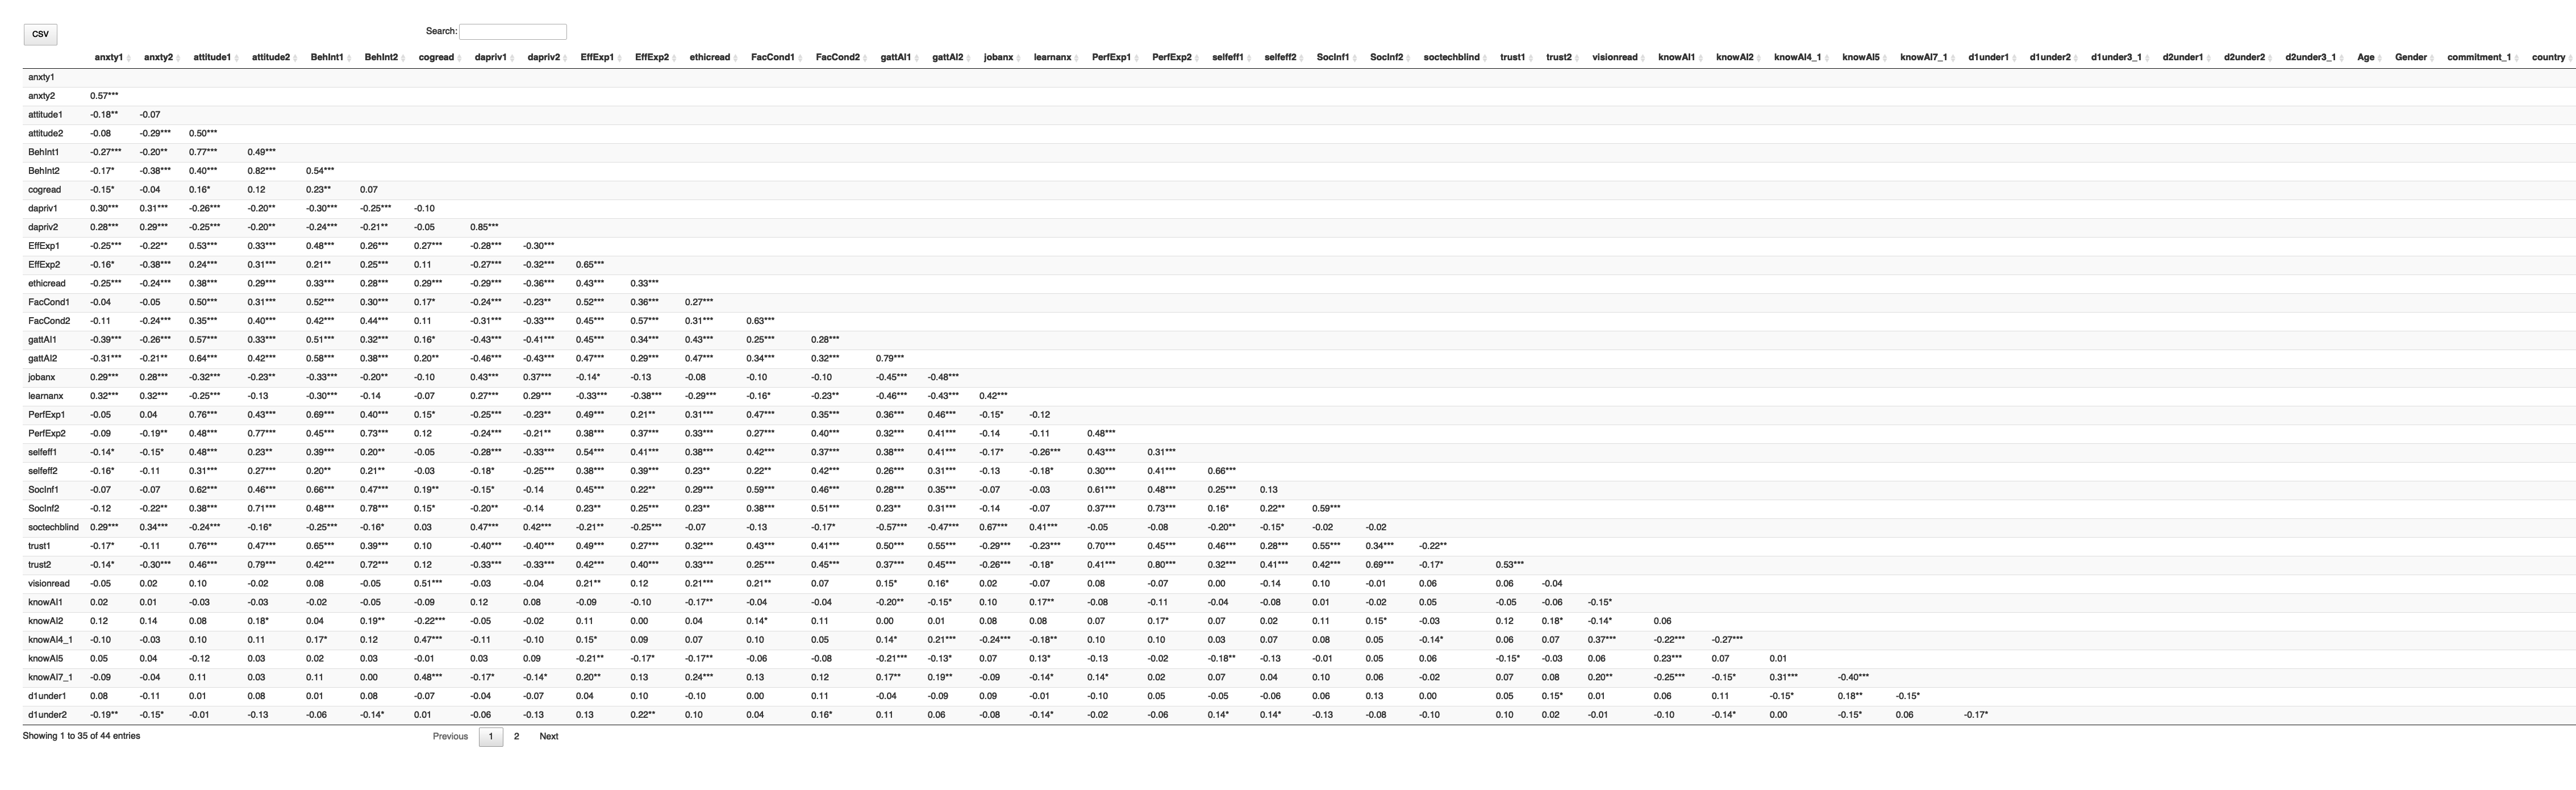 CSV Search:
anxty1 anxty2 attitude1 attitude2 BehInt1 BehInt2 cogread dapriv1 dapriv2 EffExp1 EffExp2 ethicread FacCond1 FacCond2 gattAI1 gattAI2 jobanx learnanx PerfExp1 PerfExp2 selfeff1 selfeff2 SocInf1 SocInf2 soctechblind trust1 trust2 visionread knowAI1 knowAI2 knowAI4_1 knowAI5 knowAI7_1 d1under1 d1under2 d1under3_1 d2under1 d2under2 d2under3_1 Age Gender commitment_1 country
anxty1
anxty2 0.57***
attitude1 -0.18** -0.07
attitude2 -0.08 -0.29*** 0.50***
BehInt1 -0.27*** -0.20** 0.77*** 0.49***
BehInt2 -0.17* -0.38*** 0.40*** 0.82*** 0.54***
cogread -0.15* -0.04 0.16* 0.12 0.23** 0.07
dapriv1 0.30*** 0.31*** -0.26*** -0.20** -0.30*** -0.25*** -0.10
dapriv2 0.28*** 0.29*** -0.25*** -0.20** -0.24*** -0.21** -0.05 0.85***
EffExp1 -0.25*** -0.22** 0.53*** 0.33*** 0.48*** 0.26*** 0.27*** -0.28*** -0.30***
EffExp2 -0.16* -0.38*** 0.24*** 0.31*** 0.21** 0.25*** 0.11 -0.27*** -0.32*** 0.65***
ethicread -0.25*** -0.24*** 0.38*** 0.29*** 0.33*** 0.28*** 0.29*** -0.29*** -0.36*** 0.43*** 0.33***
FacCond1 -0.04 -0.05 0.50*** 0.31*** 0.52*** 0.30*** 0.17* -0.24*** -0.23** 0.52*** 0.36*** 0.27***
FacCond2 -0.11 -0.24*** 0.35*** 0.40*** 0.42*** 0.44*** 0.11 -0.31*** -0.33*** 0.45*** 0.57*** 0.31*** 0.63***
gattAI1 -0.39*** -0.26*** 0.57*** 0.33*** 0.51*** 0.32*** 0.16* -0.43*** -0.41*** 0.45*** 0.34*** 0.43*** 0.25*** 0.28***
gattAI2 -0.31*** -0.21** 0.64*** 0.42*** 0.58*** 0.38*** 0.20** -0.46*** -0.43*** 0.47*** 0.29*** 0.47*** 0.34*** 0.32*** 0.79***
jobanx 0.29*** 0.28*** -0.32*** -0.23** -0.33*** -0.20** -0.10 0.43*** 0.37*** -0.14* -0.13 -0.08 -0.10 -0.10 -0.45*** -0.48***
learnanx 0.32*** 0.32*** -0.25*** -0.13 -0.30*** -0.14 -0.07 0.27*** 0.29*** -0.33*** -0.38*** -0.29*** -0.16* -0.23** -0.46*** -0.43*** 0.42***
PerfExp1 -0.05 0.04 0.76*** 0.43*** 0.69*** 0.40*** 0.15* -0.25*** -0.23** 0.49*** 0.21** 0.31*** 0.47*** 0.35*** 0.36*** 0.46*** -0.15* -0.12
PerfExp2 -0.09 -0.19** 0.48*** 0.77*** 0.45*** 0.73*** 0.12 -0.24*** -0.21** 0.38*** 0.37*** 0.33*** 0.27*** 0.40*** 0.32*** 0.41*** -0.14 -0.11 0.48***
selfeff1 -0.14* -0.15* 0.48*** 0.23** 0.39*** 0.20** -0.05 -0.28*** -0.33*** 0.54*** 0.41*** 0.38*** 0.42*** 0.37*** 0.38*** 0.41*** -0.17* -0.26*** 0.43*** 0.31***
selfeff2 -0.16* -0.11 0.31*** 0.27*** 0.20** 0.21** -0.03 -0.18* -0.25*** 0.38*** 0.39*** 0.23** 0.22** 0.42*** 0.26*** 0.31*** -0.13 -0.18* 0.30*** 0.41*** 0.66***
SocInf1 -0.07 -0.07 0.62*** 0.46*** 0.66*** 0.47*** 0.19** -0.15* -0.14 0.45*** 0.22** 0.29*** 0.59*** 0.46*** 0.28*** 0.35*** -0.07 -0.03 0.61*** 0.48*** 0.25*** 0.13
SocInf2 -0.12 -0.22** 0.38*** 0.71*** 0.48*** 0.78*** 0.15* -0.20** -0.14 0.23** 0.25*** 0.23** 0.38*** 0.51*** 0.23** 0.31*** -0.14 -0.07 0.37*** 0.73*** 0.16* 0.22** 0.59***
soctechblind 0.29*** 0.34*** -0.24*** -0.16* -0.25*** -0.16* 0.03 0.47*** 0.42*** -0.21** -0.25*** -0.07 -0.13 -0.17* -0.57*** -0.47*** 0.67*** 0.41*** -0.05 -0.08 -0.20** -0.15* -0.02 -0.02
trust1 -0.17* -0.11 0.76*** 0.47*** 0.65*** 0.39*** 0.10 -0.40*** -0.40*** 0.49*** 0.27*** 0.32*** 0.43*** 0.41*** 0.50*** 0.55*** -0.29*** -0.23*** 0.70*** 0.45*** 0.46*** 0.28*** 0.55*** 0.34*** -0.22**
trust2 -0.14* -0.30*** 0.46*** 0.79*** 0.42*** 0.72*** 0.12 -0.33*** -0.33*** 0.42*** 0.40*** 0.33*** 0.25*** 0.45*** 0.37*** 0.45*** -0.26*** -0.18* 0.41*** 0.80*** 0.32*** 0.41*** 0.42*** 0.69*** -0.17* 0.53***
visionread -0.05 0.02 0.10 -0.02 0.08 -0.05 0.51*** -0.03 -0.04 0.21** 0.12 0.21*** 0.21** 0.07 0.15* 0.16* 0.02 -0.07 0.08 -0.07 0.00 -0.14 0.10 -0.01 0.06 0.06 -0.04
knowAI1 0.02 0.01 -0.03 -0.03 -0.02 -0.05 -0.09 0.12 0.08 -0.09 -0.10 -0.17** -0.04 -0.04 -0.20** -0.15* 0.10 0.17** -0.08 -0.11 -0.04 -0.08 0.01 -0.02 0.05 -0.05 -0.06 -0.15*
knowAI2 0.12 0.14 0.08 0.18* 0.04 0.19** -0.22*** -0.05 -0.02 0.11 0.00 0.04 0.14* 0.11 0.00 0.01 0.08 0.08 0.07 0.17* 0.07 0.02 0.11 0.15* -0.03 0.12 0.18* -0.14* 0.06
knowAI4_1 -0.10 -0.03 0.10 0.11 0.17* 0.12 0.47*** -0.11 -0.10 0.15* 0.09 0.07 0.10 0.05 0.14* 0.21*** -0.24*** -0.18** 0.10 0.10 0.03 0.07 0.08 0.05 -0.14* 0.06 0.07 0.37*** -0.22*** -0.27***
knowAI5 0.05 0.04 -0.12 0.03 0.02 0.03 -0.01 0.03 0.09 -0.21** -0.17* -0.17** -0.06 -0.08 -0.21*** -0.13* 0.07 0.13* -0.13 -0.02 -0.18** -0.13 -0.01 0.05 0.06 -0.15* -0.03 0.06 0.23*** 0.07 0.01
knowAI7_1 -0.09 -0.04 0.11 0.03 0.11 0.00 0.48*** -0.17* -0.14* 0.20** 0.13 0.24*** 0.13 0.12 0.17** 0.19** -0.09 -0.14* 0.14* 0.02 0.07 0.04 0.10 0.06 -0.02 0.07 0.08 0.20** -0.25*** -0.15* 0.31*** -0.40***
d1under1 0.08 -0.11 0.01 0.08 0.01 0.08 -0.07 -0.04 -0.07 0.04 0.10 -0.10 0.00 0.11 -0.04 -0.09 0.09 -0.01 -0.10 0.05 -0.05 -0.06 0.06 0.13 0.00 0.05 0.15* 0.01 0.06 0.11 -0.15* 0.18** -0.15*
d1under2 -0.19** -0.15* -0.01 -0.13 -0.06 -0.14* 0.01 -0.06 -0.13 0.13 0.22** 0.10 0.04 0.16* 0.11 0.06 -0.08 -0.14* -0.02 -0.06 0.14* 0.14* -0.13 -0.08 -0.10 0.10 0.02 -0.01 -0.10 -0.14* 0.00 -0.15* 0.06 -0.17*
Showing 1 to 35 of 44 entries Previous 1 2 Next